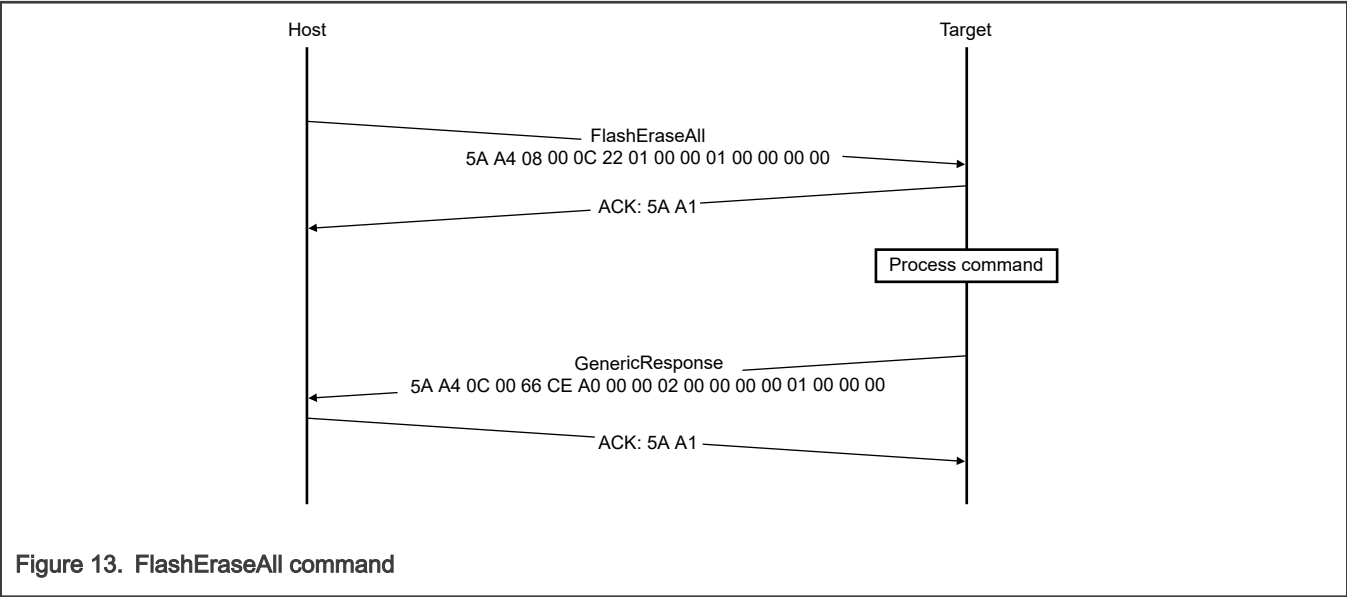 Host
Target
FlashEraseAll
5A A4 08 00 0C 22 01 00 00 01 00 00 00 00
ACK: 5A A1
Process command
GenericResponse
5A A4 0C 00 66 CE A0 00 00 02 00 00 00 00 01 00 00 00
ACK: 5A A1
Figure 13. FlashEraseAll command